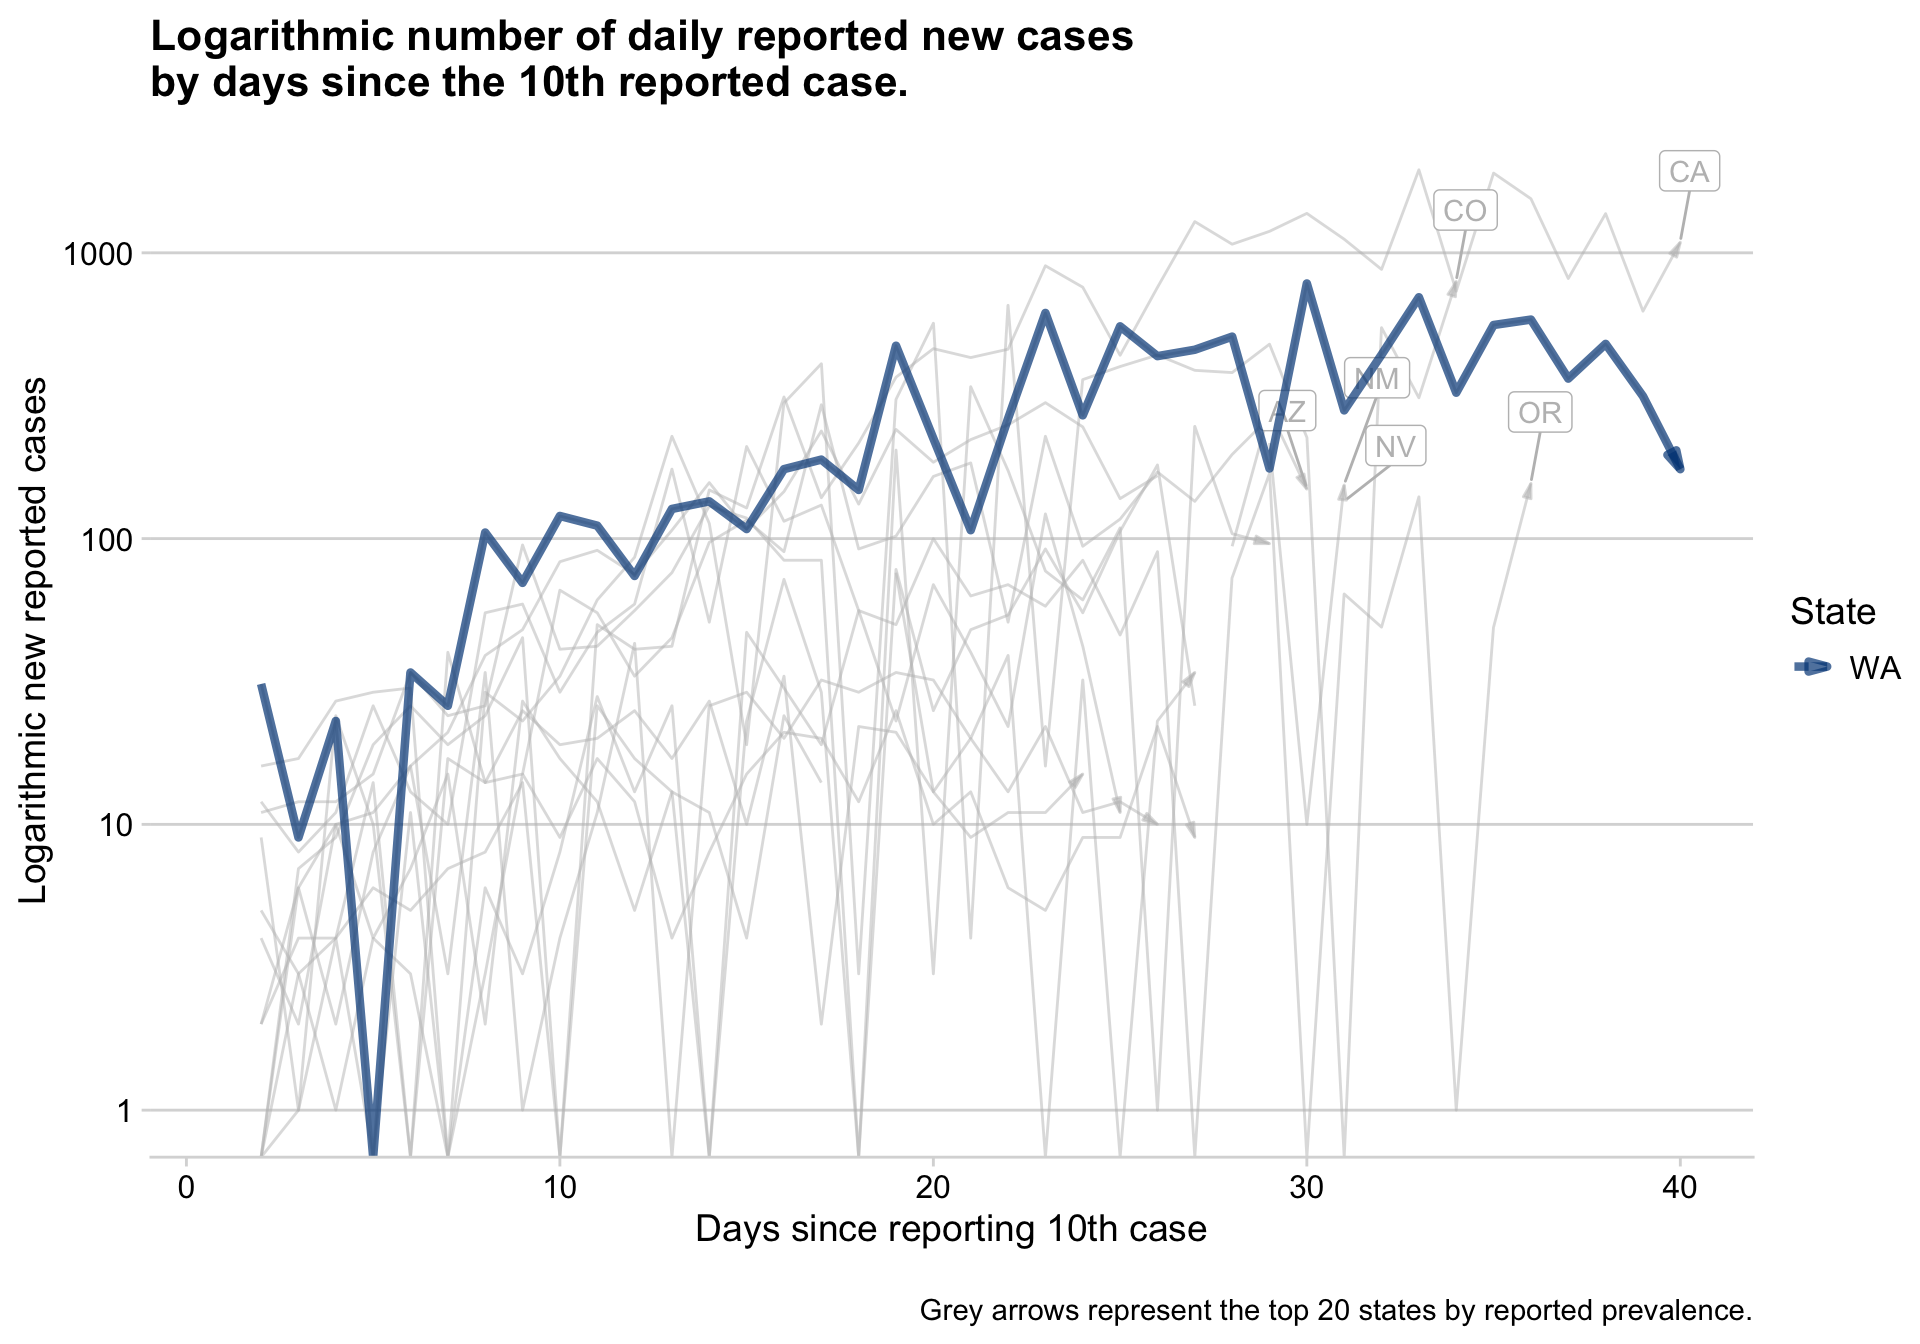 Logarithmic number of daily reported new cases
by days since the 10th reported case.
Logarithmic new reported cases
1000
100
10
1
CA
CO
NM
AZ
OR
NV
State
WA
0
10
20
30
40
Days since reporting 10th case
Grey arrows represent the top 20 states by reported prevalence.